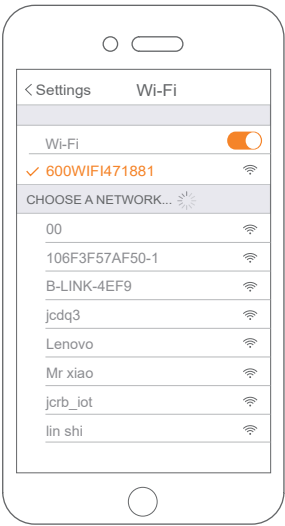 Settings Wi-Fi
Wi-Fi
600WIFI471881
CHOOSE A NETWORK...
00
106F3F57AF50-1
B-LINK-4EF9
jcdq3
Lenovo
Mr xiao
jcrb_iot
lin shi